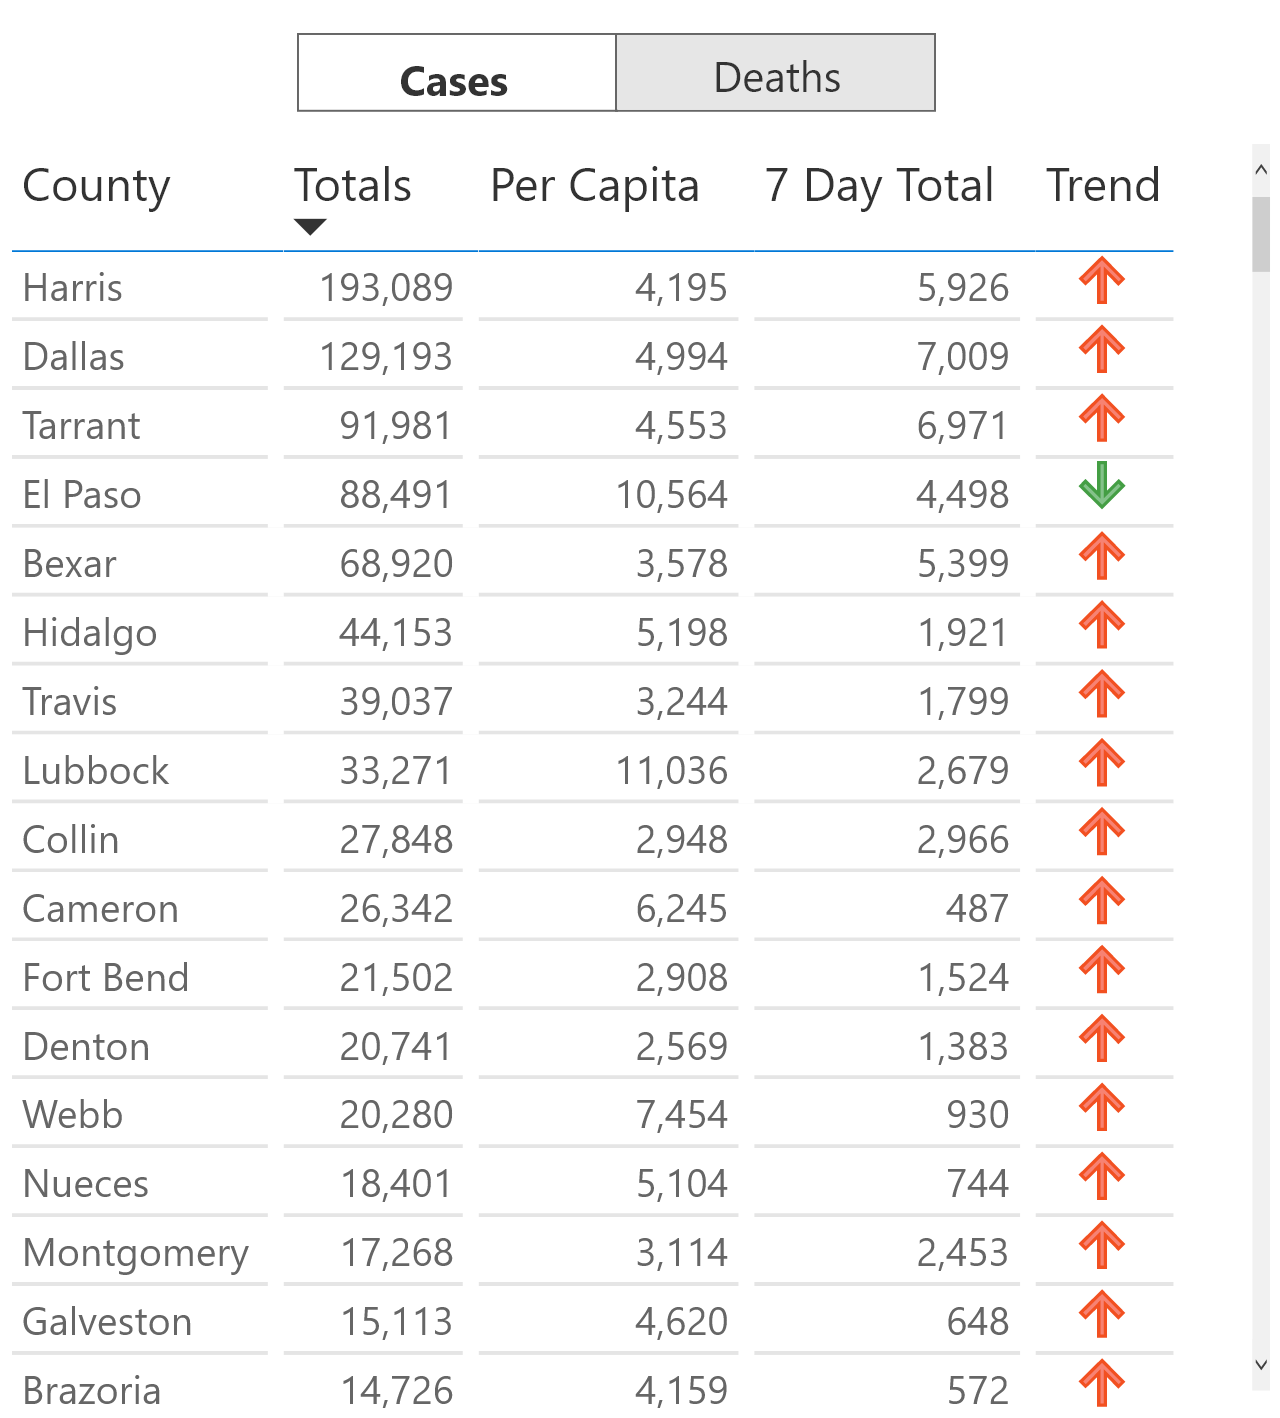 Cases Deaths
County Totals Per Capita 7 Day Total Trend
Harris 193,089 4,195 5,926
Dallas 129,193 4,994 7,009
Tarrant 91,981 4,553 6,971
El Paso 88,491 10,564 4,498
Bexar 68,920 3,578 5,399
Hidalgo 44,153 5,198 1,921
Travis 39,037 3,244 1,799
Lubbock 33,271 11,036 2,679
Collin 27,848 2,948 2,966
Cameron 26,342 6,245 487
Fort Bend 21,502 2,908 1,524
Denton 20,741 2,569 1,383
Webb 20,280 7,454 930
Nueces 18,401 5,104 744
Montgomery 17,268 3,114 2,453
Galveston 15,113 4,620 648
Brazoria 14,726 4,159 572